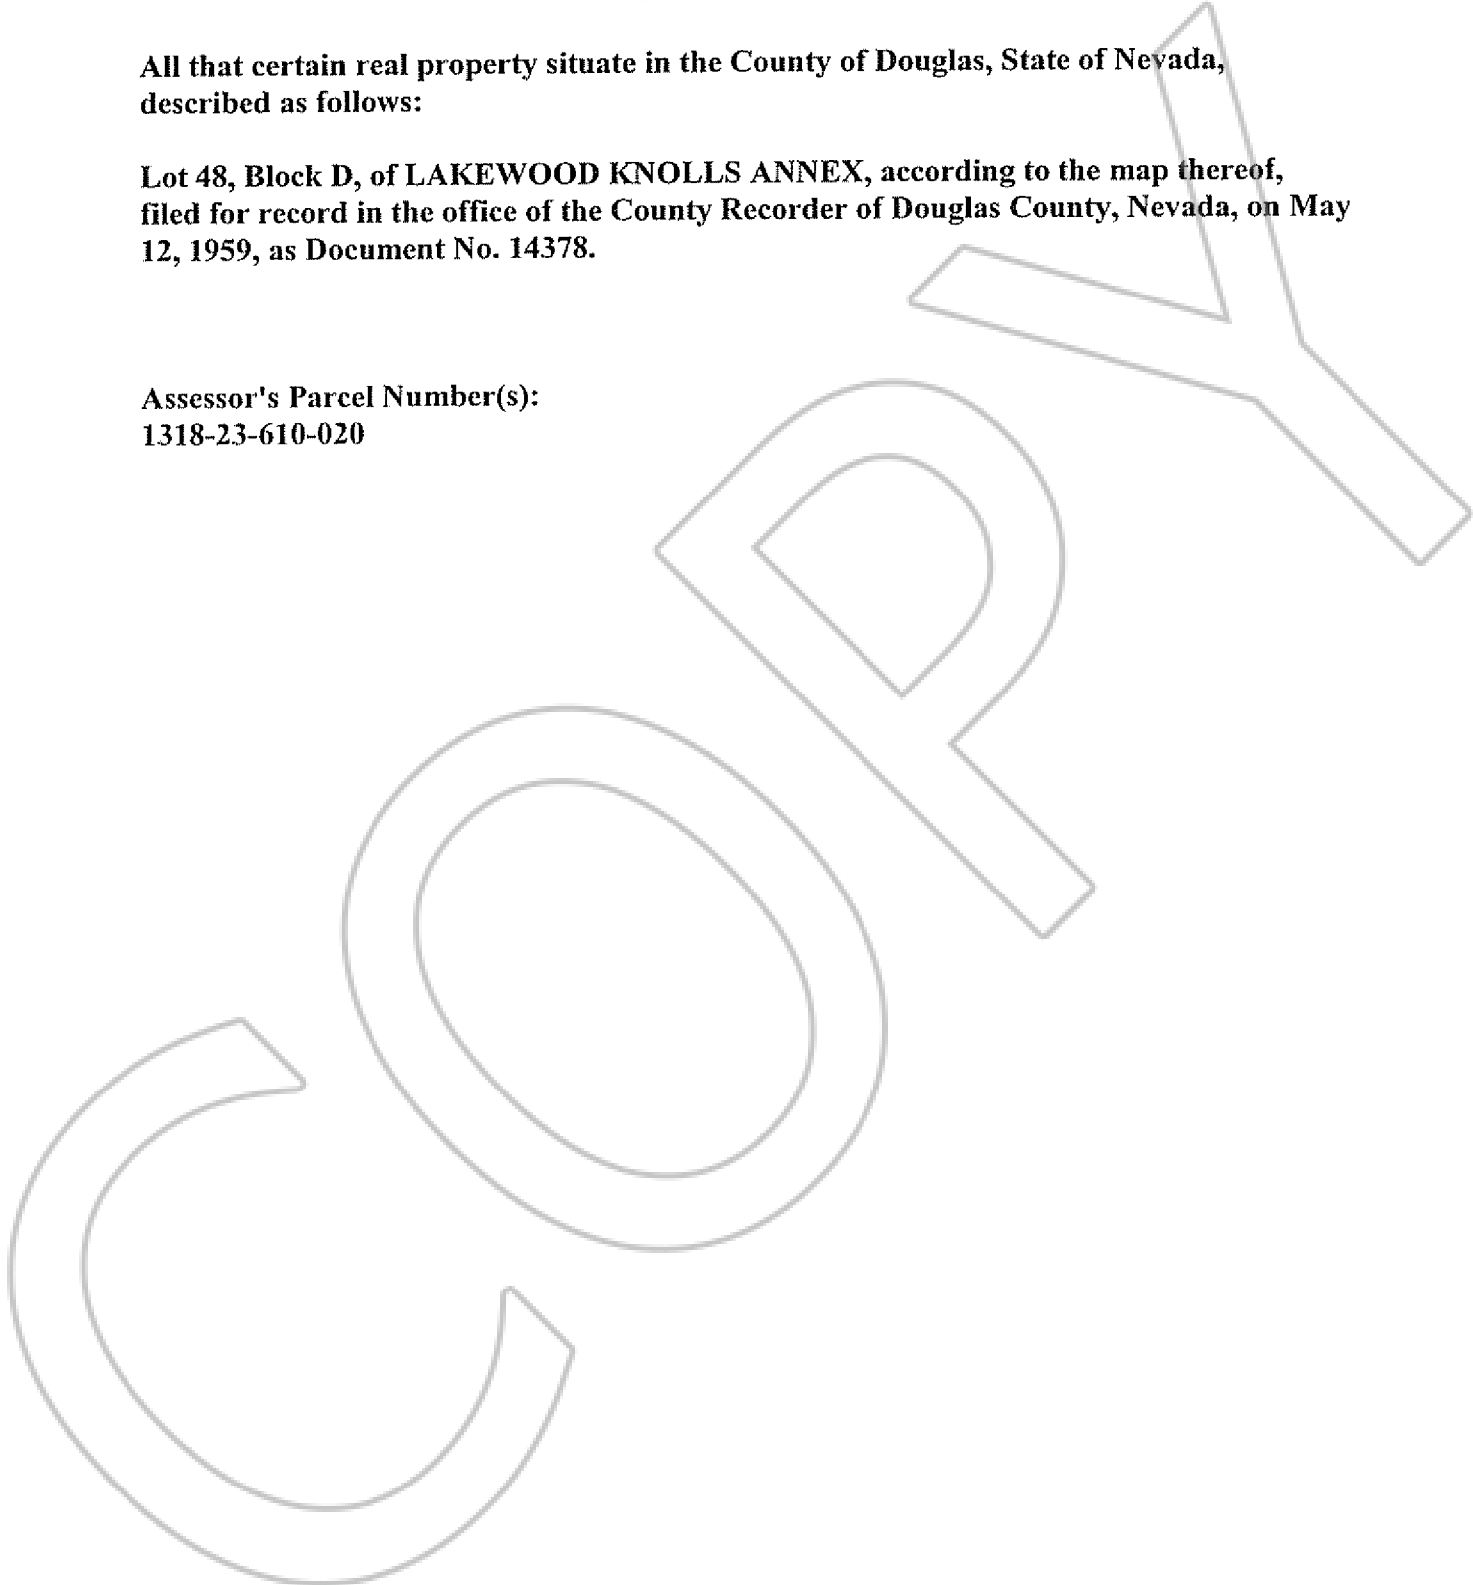 All that certain real property situate in the County of Douglas, State of Nevada,
described as follows:
Lot 48, Block D, of LAKEWOOD KNOLLS ANNEX, according to the map thereof,
filed for record in the office of the County Recorder of Douglas County, Nevada, on May
12, 1959, as Document No. 14378.
Assessor's Parcel Number(s):
1318-23-610-020
COPY